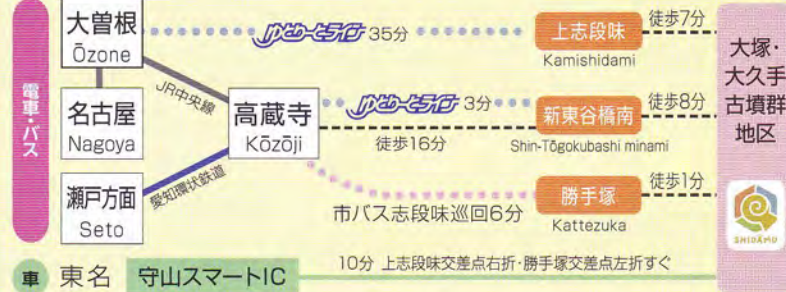 電車・バス
大曽根
Ōzone
ゆとりーとライン 35分
上志段味
Kamishidami
徒歩7分
JR中央線
名古屋
Nagoya
高蔵寺
Kōzōji
ゆとりーとライン 3分
徒歩16分
新東谷橋南
Shin-Tōgokubashi minami
徒歩8分
瀬戸方面
Seto
愛知環状鉄道
市バス志段味巡回6分
勝手塚
Kattezuka
徒歩1分
大塚・
大久手
古墳群
地区
SHIDAMU
車 東名 守山スマートIC
10分 上志段味交差点右折・勝手塚交差点左折すぐ